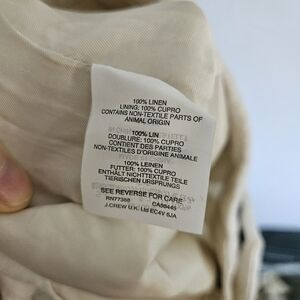 100% LINEN
LINING: 100% CUPRO
CONTAINS NON-TEXTILE PARTS OF
ANIMAL ORIGIN
100% LIN
DOUBLURE: 100% CUPRO
CONTIENT DES PARTIES
NON-TEXTILES D'ORIGINE ANIMALE
100% LEINEN
FUTTER: 100% CUPRO
ENTHÄLT NICHTTEXTILE TEILE
TIERISCHEN URSPRUNGS
SEE REVERSE FOR CARE
RN77388 CA30445
J.CREW U.K. Ltd EC4V 6JA